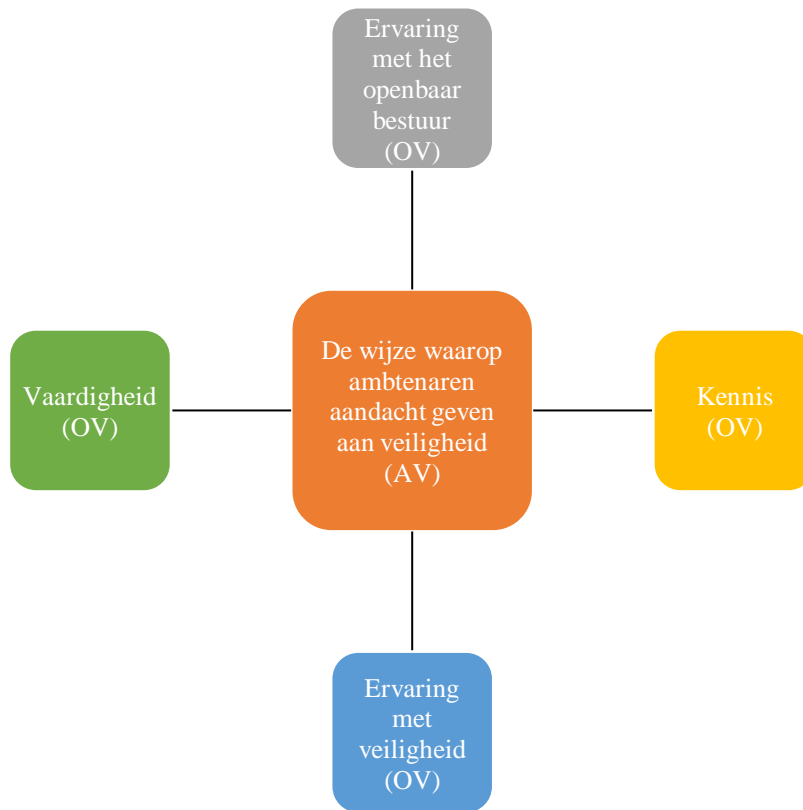 Ervaring
met het
openbaar
bestuur
(OV)
Vaardigheid
(OV)
De wijze waarop
ambtenaren
aandacht geven
aan veiligheid
(AV)
Kennis
(OV)
Ervaring
met
veiligheid
(OV)